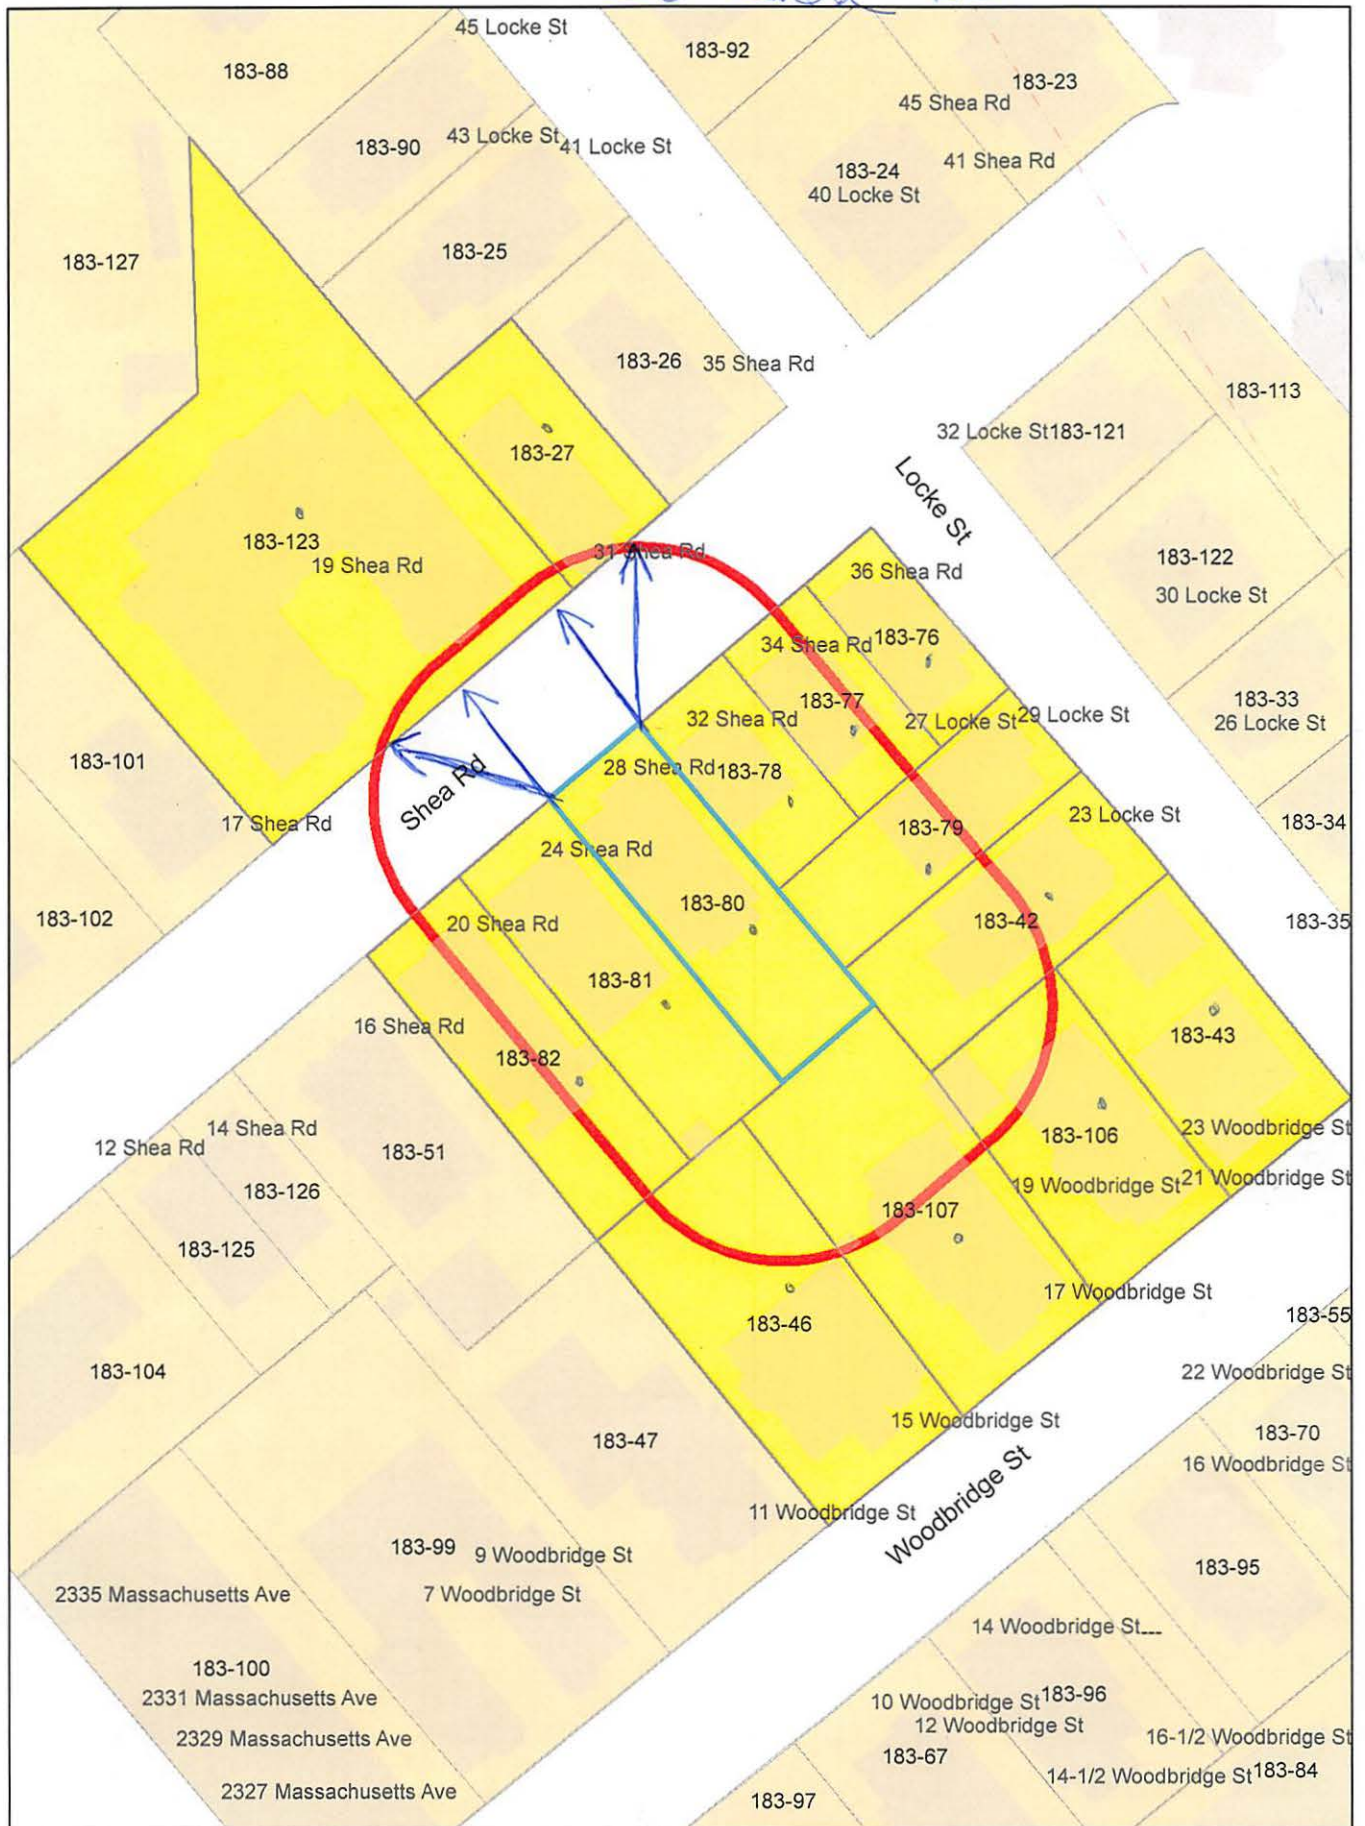 45 Locke St
183-92
183-88
183-23
45 Shea Rd
43 Locke St
41 Locke St
183-90
183-24
41 Shea Rd
40 Locke St
183-127
183-25
183-26
35 Shea Rd
183-113
32 Locke St
183-121
183-27
Locke St
183-123
19 Shea Rd
31 Shea Rd
183-122
30 Locke St
36 Shea Rd
34 Shea Rd
183-76
183-77
183-33
26 Locke St
32 Shea Rd
27 Locke St
29 Locke St
183-101
28 Shea Rd
183-78
Shea Rd
17 Shea Rd
183-79
23 Locke St
183-34
24 Shea Rd
183-80
183-102
20 Shea Rd
183-42
183-35
183-81
16 Shea Rd
183-82
183-43
12 Shea Rd
14 Shea Rd
183-51
183-106
23 Woodbridge St
183-126
19 Woodbridge St
21 Woodbridge St
183-107
183-125
17 Woodbridge St
183-46
183-55
183-104
22 Woodbridge St
15 Woodbridge St
183-47
183-70
16 Woodbridge St
Woodbridge St
11 Woodbridge St
183-99
9 Woodbridge St
7 Woodbridge St
183-95
2335 Massachusetts Ave
14 Woodbridge St
183-100
2331 Massachusetts Ave
10 Woodbridge St
183-96
12 Woodbridge St
2329 Massachusetts Ave
183-67
16-1/2 Woodbridge St
14-1/2 Woodbridge St
183-84
2327 Massachusetts Ave
183-97